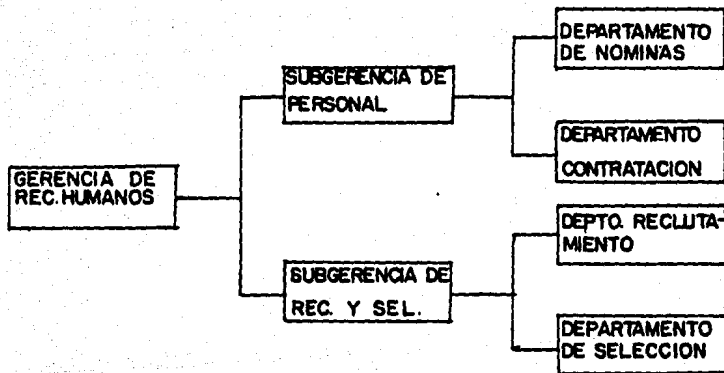 DEPARTAMENTO
DE NOMINAS
SUBGERENCIA DE
PERSONAL
DEPARTAMENTO
CONTRATACION
GERENCIA DE
REC. HUMANOS
DEPTO. RECLUTA-
MIENTO
SUBGERENCIA DE
REC. Y SEL.
DEPARTAMENTO
DE SELECCION